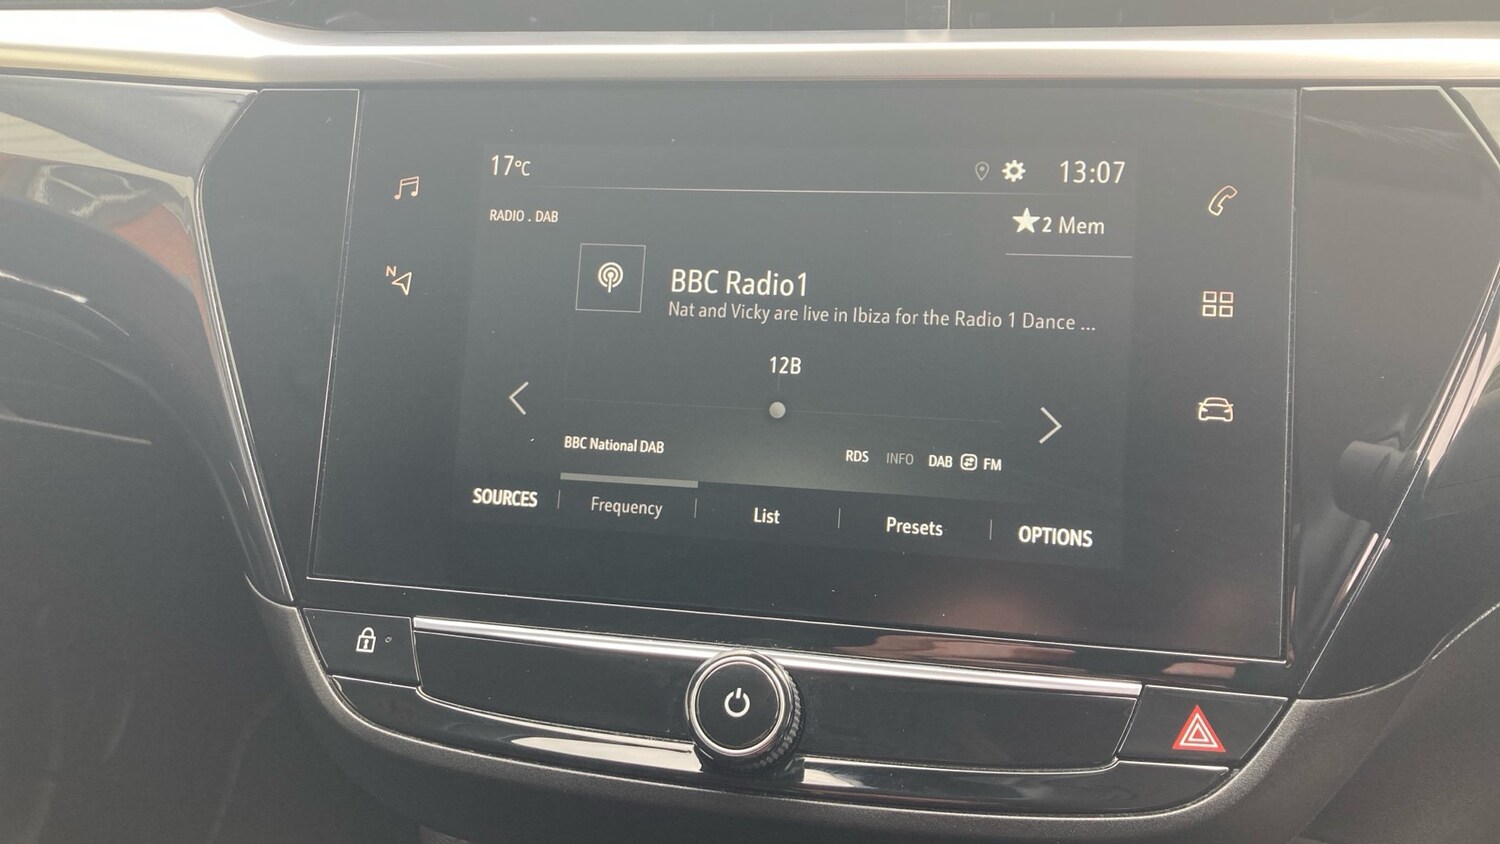 17°C
13:07
RADIO . DAB
★2 Mem
BBC Radio1
Nat and Vicky are live in Ibiza for the Radio 1 Dance ...
12B
BBC National DAB
RDS INFO DAB FM
SOURCES Frequency List Presets OPTIONS
N